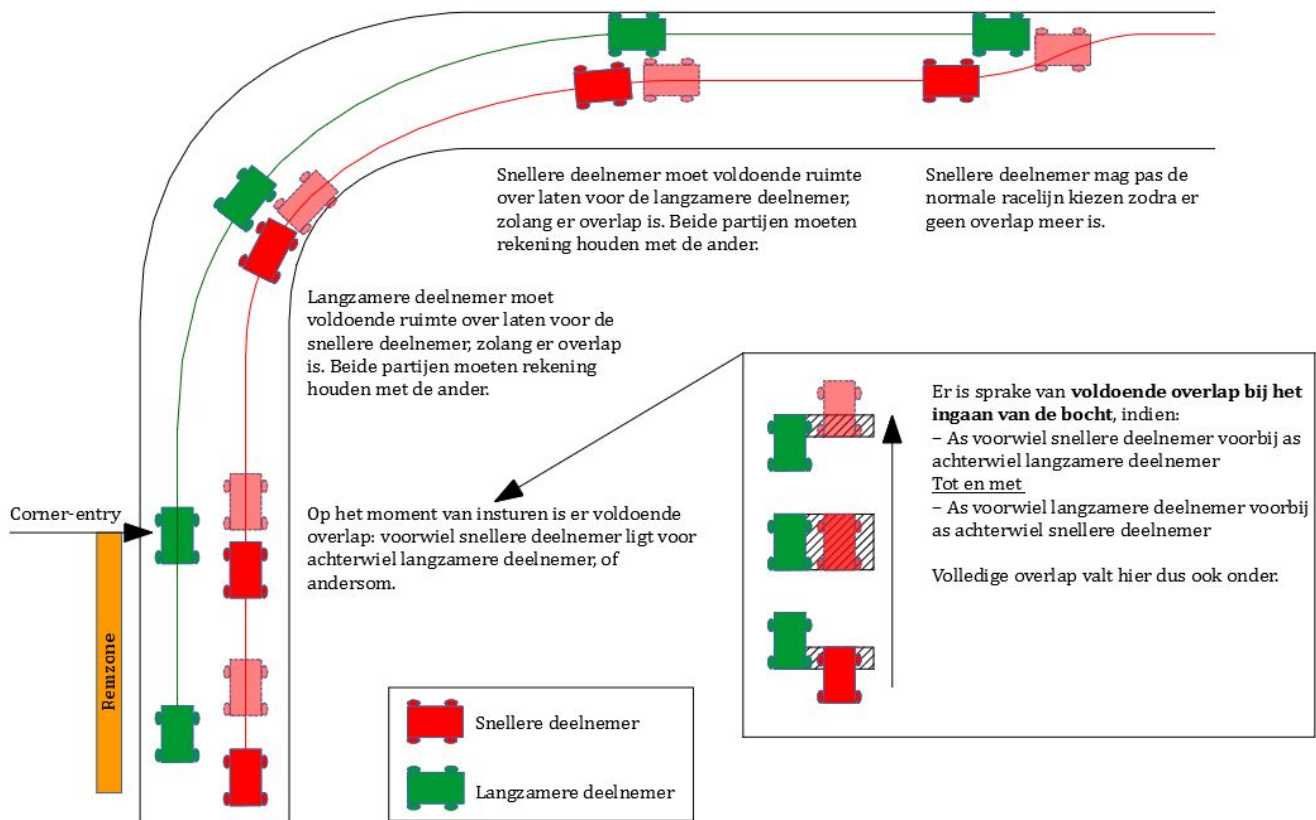 Snellere deelnemer moet voldoende ruimte
over laten voor de langzamere deelnemer,
zolang er overlap is. Beide partijen moeten
rekening houden met de ander.
Snellere deelnemer mag pas de
normale racelijn kiezen zodra er
geen overlap meer is.
Langzamere deelnemer moet
voldoende ruimte over laten voor de
snellere deelnemer, zolang er overlap
is. Beide partijen moeten rekening
houden met de ander.
Er is sprake van voldoende overlap bij het
ingaan van de bocht, indien:
– As voorwiel snellere deelnemer voorbij as
achterwiel langzamere deelnemer
Tot en met
– As voorwiel langzamere deelnemer voorbij
as achterwiel snellere deelnemer
Volledige overlap valt hier dus ook onder.
Corner-entry
Op het moment van insturen is er voldoende
overlap: voorwiel snellere deelnemer ligt voor
achterwiel langzamere deelnemer, of
andersom.
Remzone
Snellere deelnemer
Langzamere deelnemer